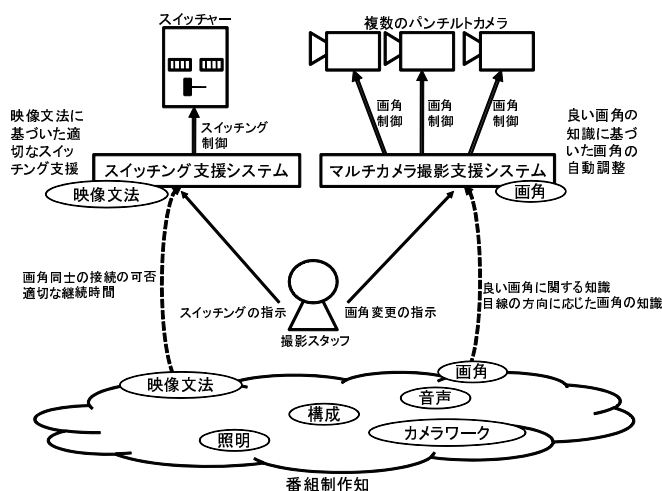 スイッチャー
複数のパンチルトカメラ
映像文法に
基づいた適
切なスイッ
チング支援
スイッチング
制御
画角
制御
画角
制御
画角
制御
良い画角の
知識に基づ
いた画角の
自動調整
スイッチング支援システム
映像文法
マルチカメラ撮影支援システム
画角
画角同士の接続の可否
適切な継続時間
スイッチングの指示
画角変更の指示
撮影スタッフ
良い画角に関する知識
目線の方向に応じた画角の知識
映像文法
画角
音声
構成
照明
カメラワーク
番組制作知